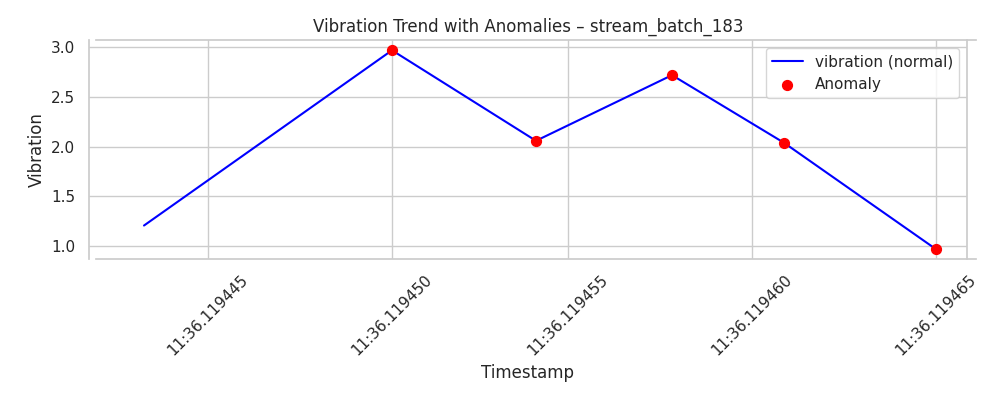 Vibration Trend with Anomalies – stream_batch_183
Vibration
3.0
2.5
2.0
1.5
1.0
vibration (normal)
Anomaly
11:36.119445
11:36.119450
11:36.119455
11:36.119460
11:36.119465
Timestamp